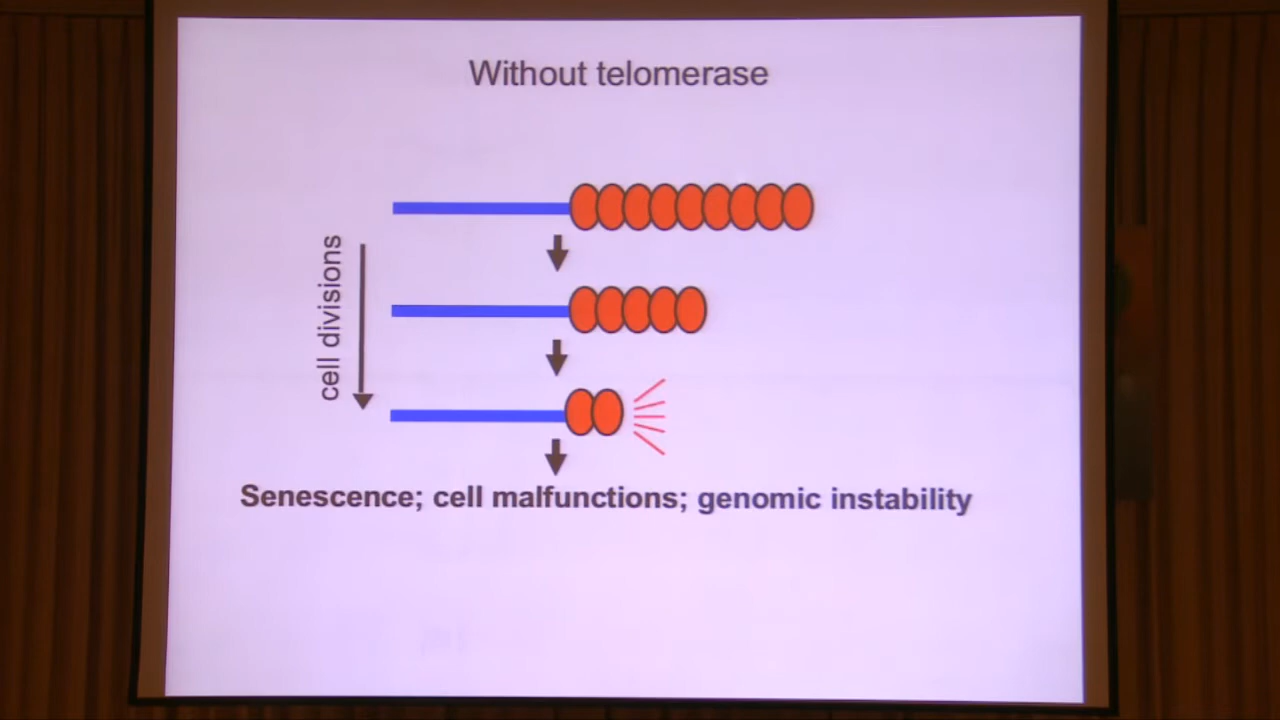 Without telomerase
cell divisions
Senescence; cell malfunctions; genomic instability